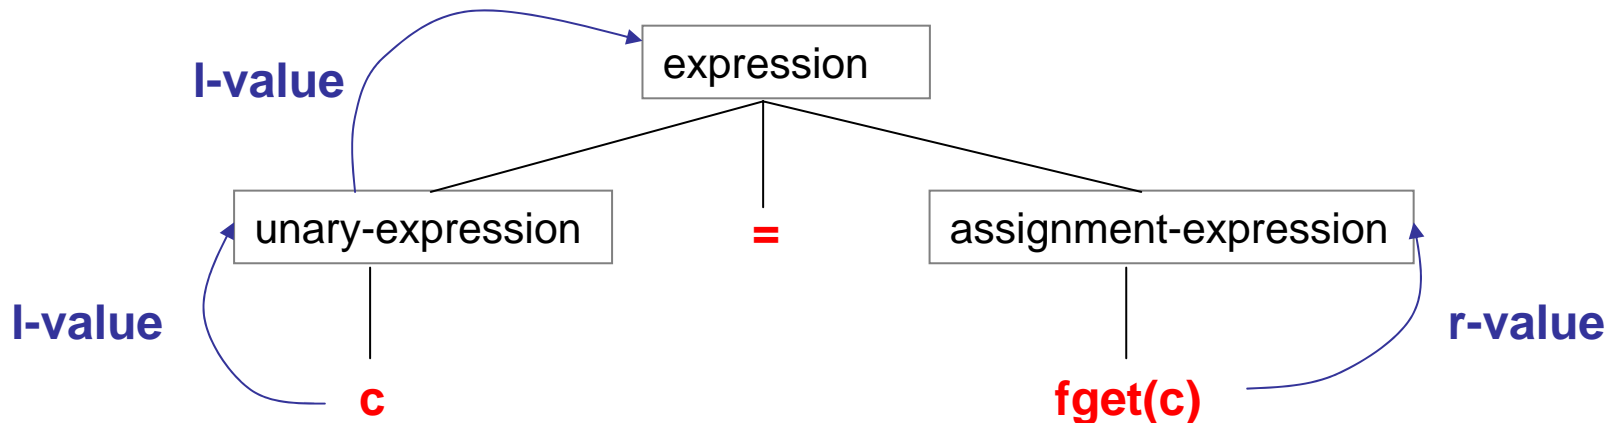 expression
l-value
unary-expression
=
assignment-expression
l-value
r-value
c
fget(c)